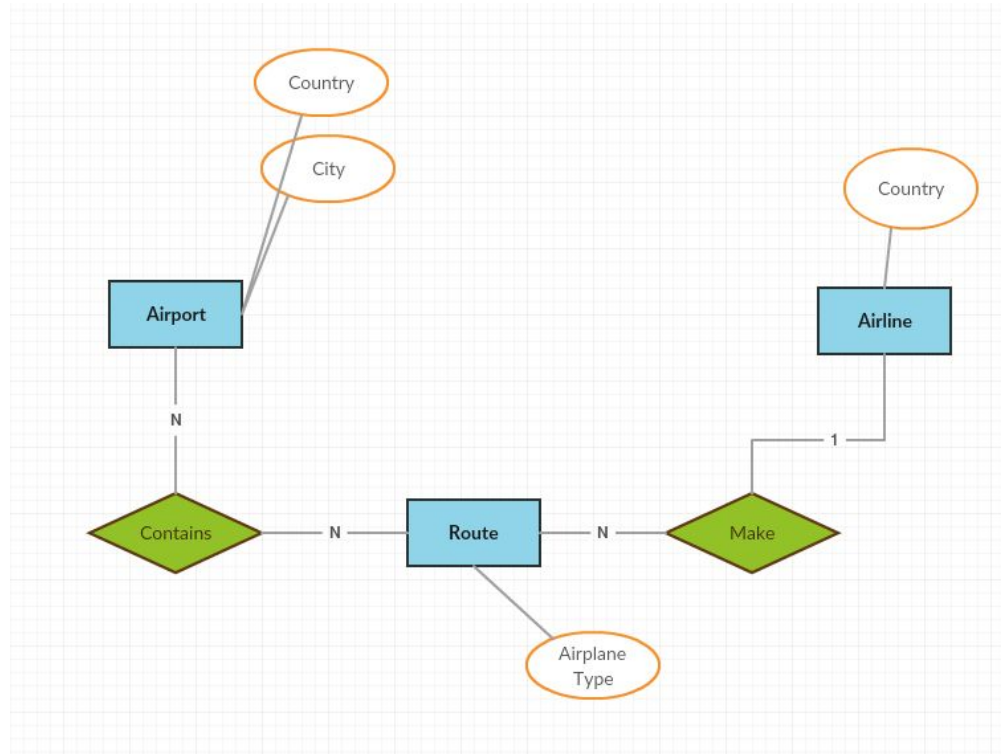 Country
City
Country
Airport
Airline
N
1
Contains
N
Route
N
Make
Airplane
Type